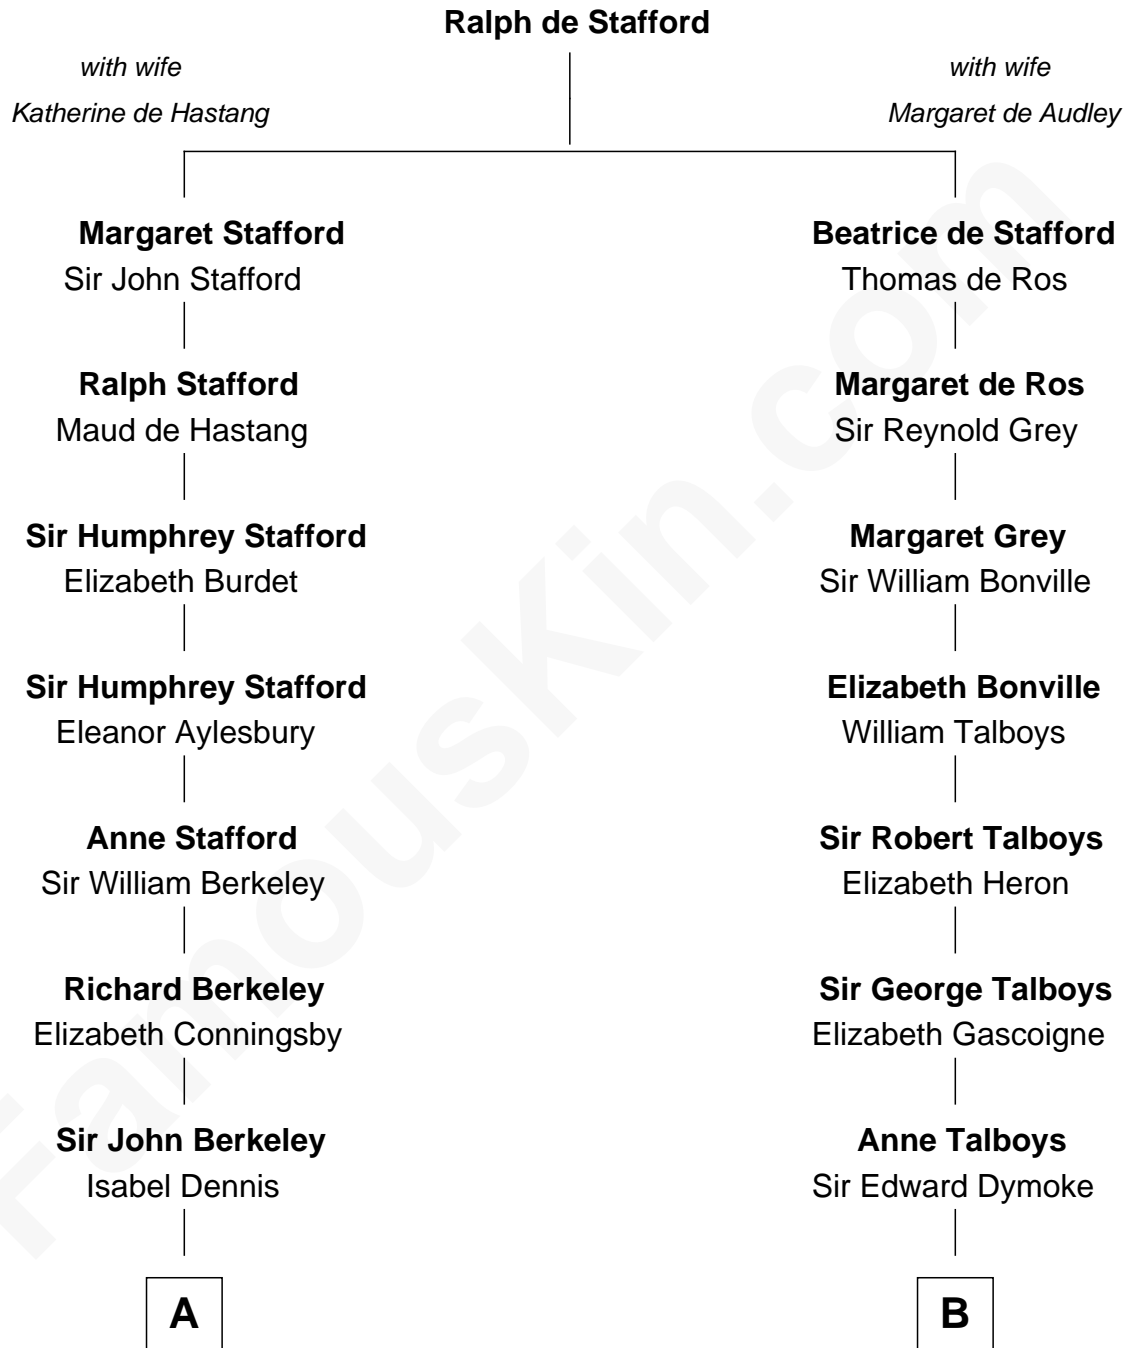 Ralph de Stafford
with wife
Katherine de Hastang
with wife
Margaret de Audley
Margaret Stafford
Sir John Stafford
Beatrice de Stafford
Thomas de Ros
Ralph Stafford
Maud de Hastang
Margaret de Ros
Sir Reynold Grey
Sir Humphrey Stafford
Elizabeth Burdet
Margaret Grey
Sir William Bonville
Sir Humphrey Stafford
Eleanor Aylesbury
Elizabeth Bonville
William Talboys
Anne Stafford
Sir William Berkeley
Sir Robert Talboys
Elizabeth Heron
Richard Berkeley
Elizabeth Conningsby
Sir George Talboys
Elizabeth Gascoigne
Sir John Berkeley
Isabel Dennis
Anne Talboys
Sir Edward Dymoke
A
B
FamousKin.com